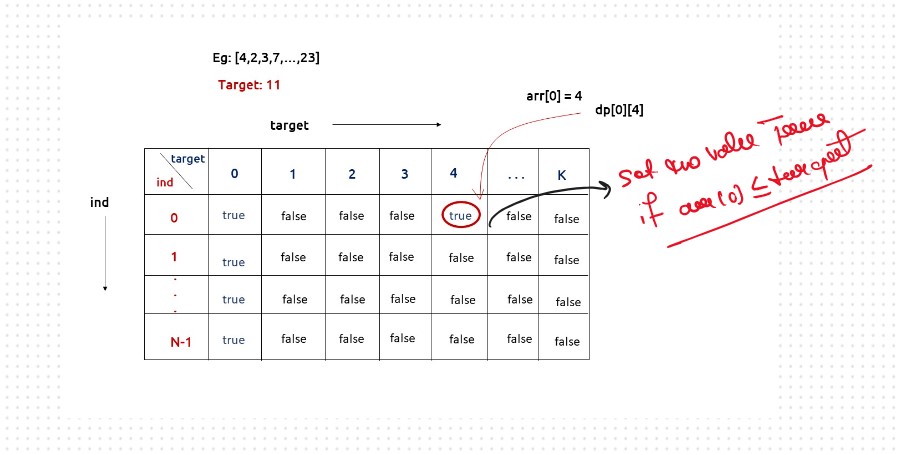 Eg: [4,2,3,7,...,23]
Target: 11
arr[0] = 4
dp[0][4]
target
target
ind
0 1 2 3 4 ... K
ind
0 true false false false true false false
1 true false false false false false false
. 
. true false false false false false false
.
N-1 true false false false false false false
Set value
if arr[0] ≤ target